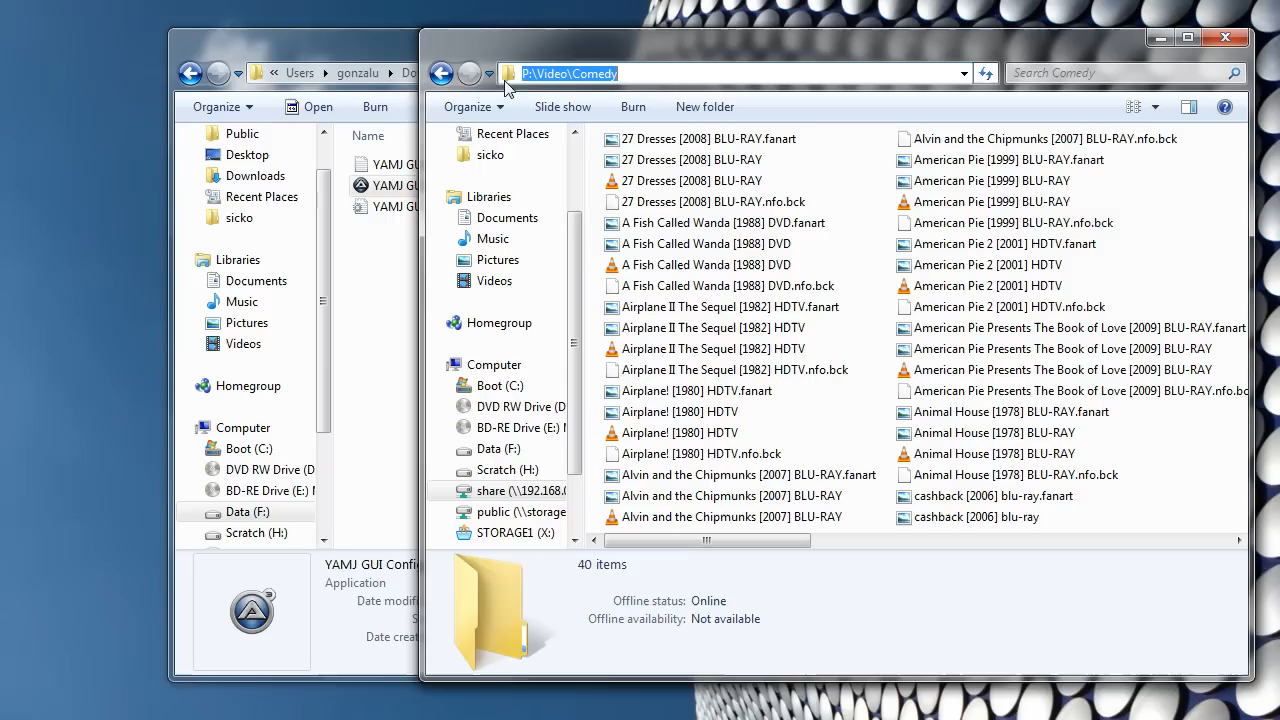 Users
gonzalu
Do
Organize
Open
Burn
Public
Desktop
Downloads
Recent Places
sicko
Libraries
Documents
Music
Pictures
Videos
Homegroup
Computer
Boot (C:)
DVD RW Drive (D
BD-RE Drive (E:)
Data (F:)
Scratch (H:)
Name
YAMJ GU
YAMJ GU
YAMJ GU
YAMJ GUI Config
Application
Date modifi
S
Date creat
P:\Video\Comedy
Search Comedy
Organize
Slide show
Burn
New folder
Recent Places
sicko
Libraries
Documents
Music
Pictures
Videos
Homegroup
Computer
Boot (C:)
DVD RW Drive (D
BD-RE Drive (E:)
Data (F:)
Scratch (H:)
share (\\192.168.0
public (\\storage
STORAGE1 (X:)
27 Dresses [2008] BLU-RAY.fanart
27 Dresses [2008] BLU-RAY
27 Dresses [2008] BLU-RAY
27 Dresses [2008] BLU-RAY.nfo.bck
A Fish Called Wanda [1988] DVD.fanart
A Fish Called Wanda [1988] DVD
A Fish Called Wanda [1988] DVD
A Fish Called Wanda [1988] DVD.nfo.bck
Airplane II The Sequel [1982] HDTV.fanart
Airplane II The Sequel [1982] HDTV
Airplane II The Sequel [1982] HDTV
Airplane II The Sequel [1982] HDTV.nfo.bck
Airplane! [1980] HDTV.fanart
Airplane! [1980] HDTV
Airplane! [1980] HDTV
Airplane! [1980] HDTV.nfo.bck
Alvin and the Chipmunks [2007] BLU-RAY.fanart
Alvin and the Chipmunks [2007] BLU-RAY
Alvin and the Chipmunks [2007] BLU-RAY
Alvin and the Chipmunks [2007] BLU-RAY.nfo.bck
American Pie [1999] BLU-RAY.fanart
American Pie [1999] BLU-RAY
American Pie [1999] BLU-RAY
American Pie [1999] BLU-RAY.nfo.bck
American Pie 2 [2001] HDTV.fanart
American Pie 2 [2001] HDTV
American Pie 2 [2001] HDTV
American Pie 2 [2001] HDTV.nfo.bck
American Pie Presents The Book of Love [2009] BLU-RAY.fanart
American Pie Presents The Book of Love [2009] BLU-RAY
American Pie Presents The Book of Love [2009] BLU-RAY
American Pie Presents The Book of Love [2009] BLU-RAY.nfo.bc
Animal House [1978] BLU-RAY.fanart
Animal House [1978] BLU-RAY
Animal House [1978] BLU-RAY
Animal House [1978] BLU-RAY.nfo.bck
cashback [2006] blu-ray.fanart
cashback [2006] blu-ray
40 items
Offline status: Online
Offline availability: Not available